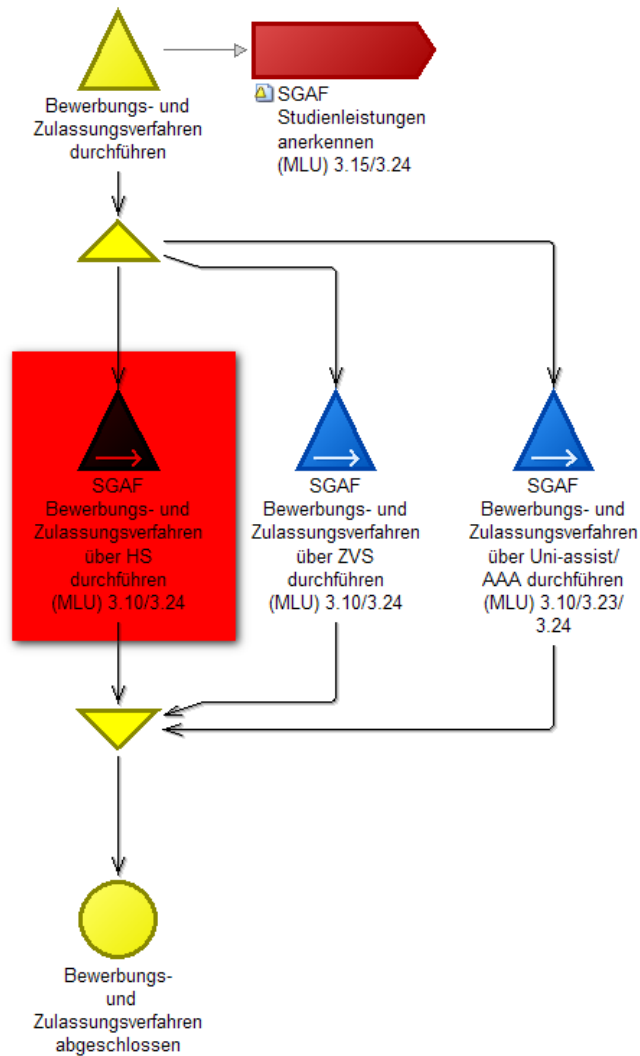 Bewerbungs- und
Zulassungsverfahren
durchführen
SGAF
Studienleistungen
anerkennen
(MLU) 3.15/3.24
SGAF
Bewerbungs- und
Zulassungsverfahren
über HS
durchführen
(MLU) 3.10/3.24
SGAF
Bewerbungs- und
Zulassungsverfahren
über ZVS
durchführen
(MLU) 3.10/3.24
SGAF
Bewerbungs- und
Zulassungsverfahren
über Uni-assist/
AAA durchführen
(MLU) 3.10/3.23/
3.24
Bewerbungs-
und
Zulassungsverfahren
abgeschlossen